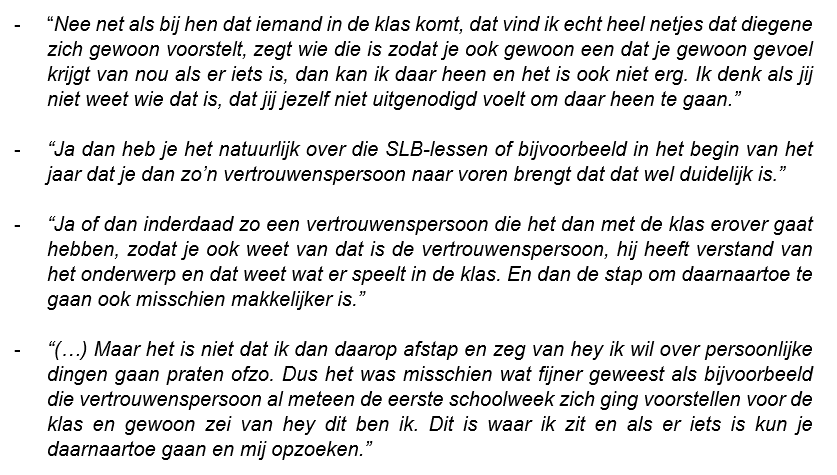 - “Nee net als bij hen dat iemand in de klas komt, dat vind ik echt heel netjes dat diegene
zich gewoon voorstelt, zegt wie die is zodat je ook gewoon een dat je gewoon gevoel
krijgt van nou als er iets is, dan kan ik daar heen en het is ook niet erg. Ik denk als jij
niet weet wie dat is, dat jij jezelf niet uitgenodigd voelt om daar heen te gaan.”
- “Ja dan heb je het natuurlijk over die SLB-lessen of bijvoorbeeld in het begin van het
jaar dat je dan zo’n vertrouwenspersoon naar voren brengt dat dat wel duidelijk is.”
- “Ja of dan inderdaad zo een vertrouwenspersoon die het dan met de klas erover gaat
hebben, zodat je ook weet van dat is de vertrouwenspersoon, hij heeft verstand van
het onderwerp en dat weet wat er speelt in de klas. En dan de stap om daarnaartoe te
gaan ook misschien makkelijker is.”
- “(…) Maar het is niet dat ik dan daarop afstap en zeg van hey ik wil over persoonlijke
dingen gaan praten ofzo. Dus het was misschien wat fijner geweest als bijvoorbeeld
die vertrouwenspersoon al meteen de eerste schoolweek zich ging voorstellen voor de
klas en gewoon zei van hey dit ben ik. Dit is waar ik zit en als er iets is kun je
daarnaartoe gaan en mij opzoeken.”